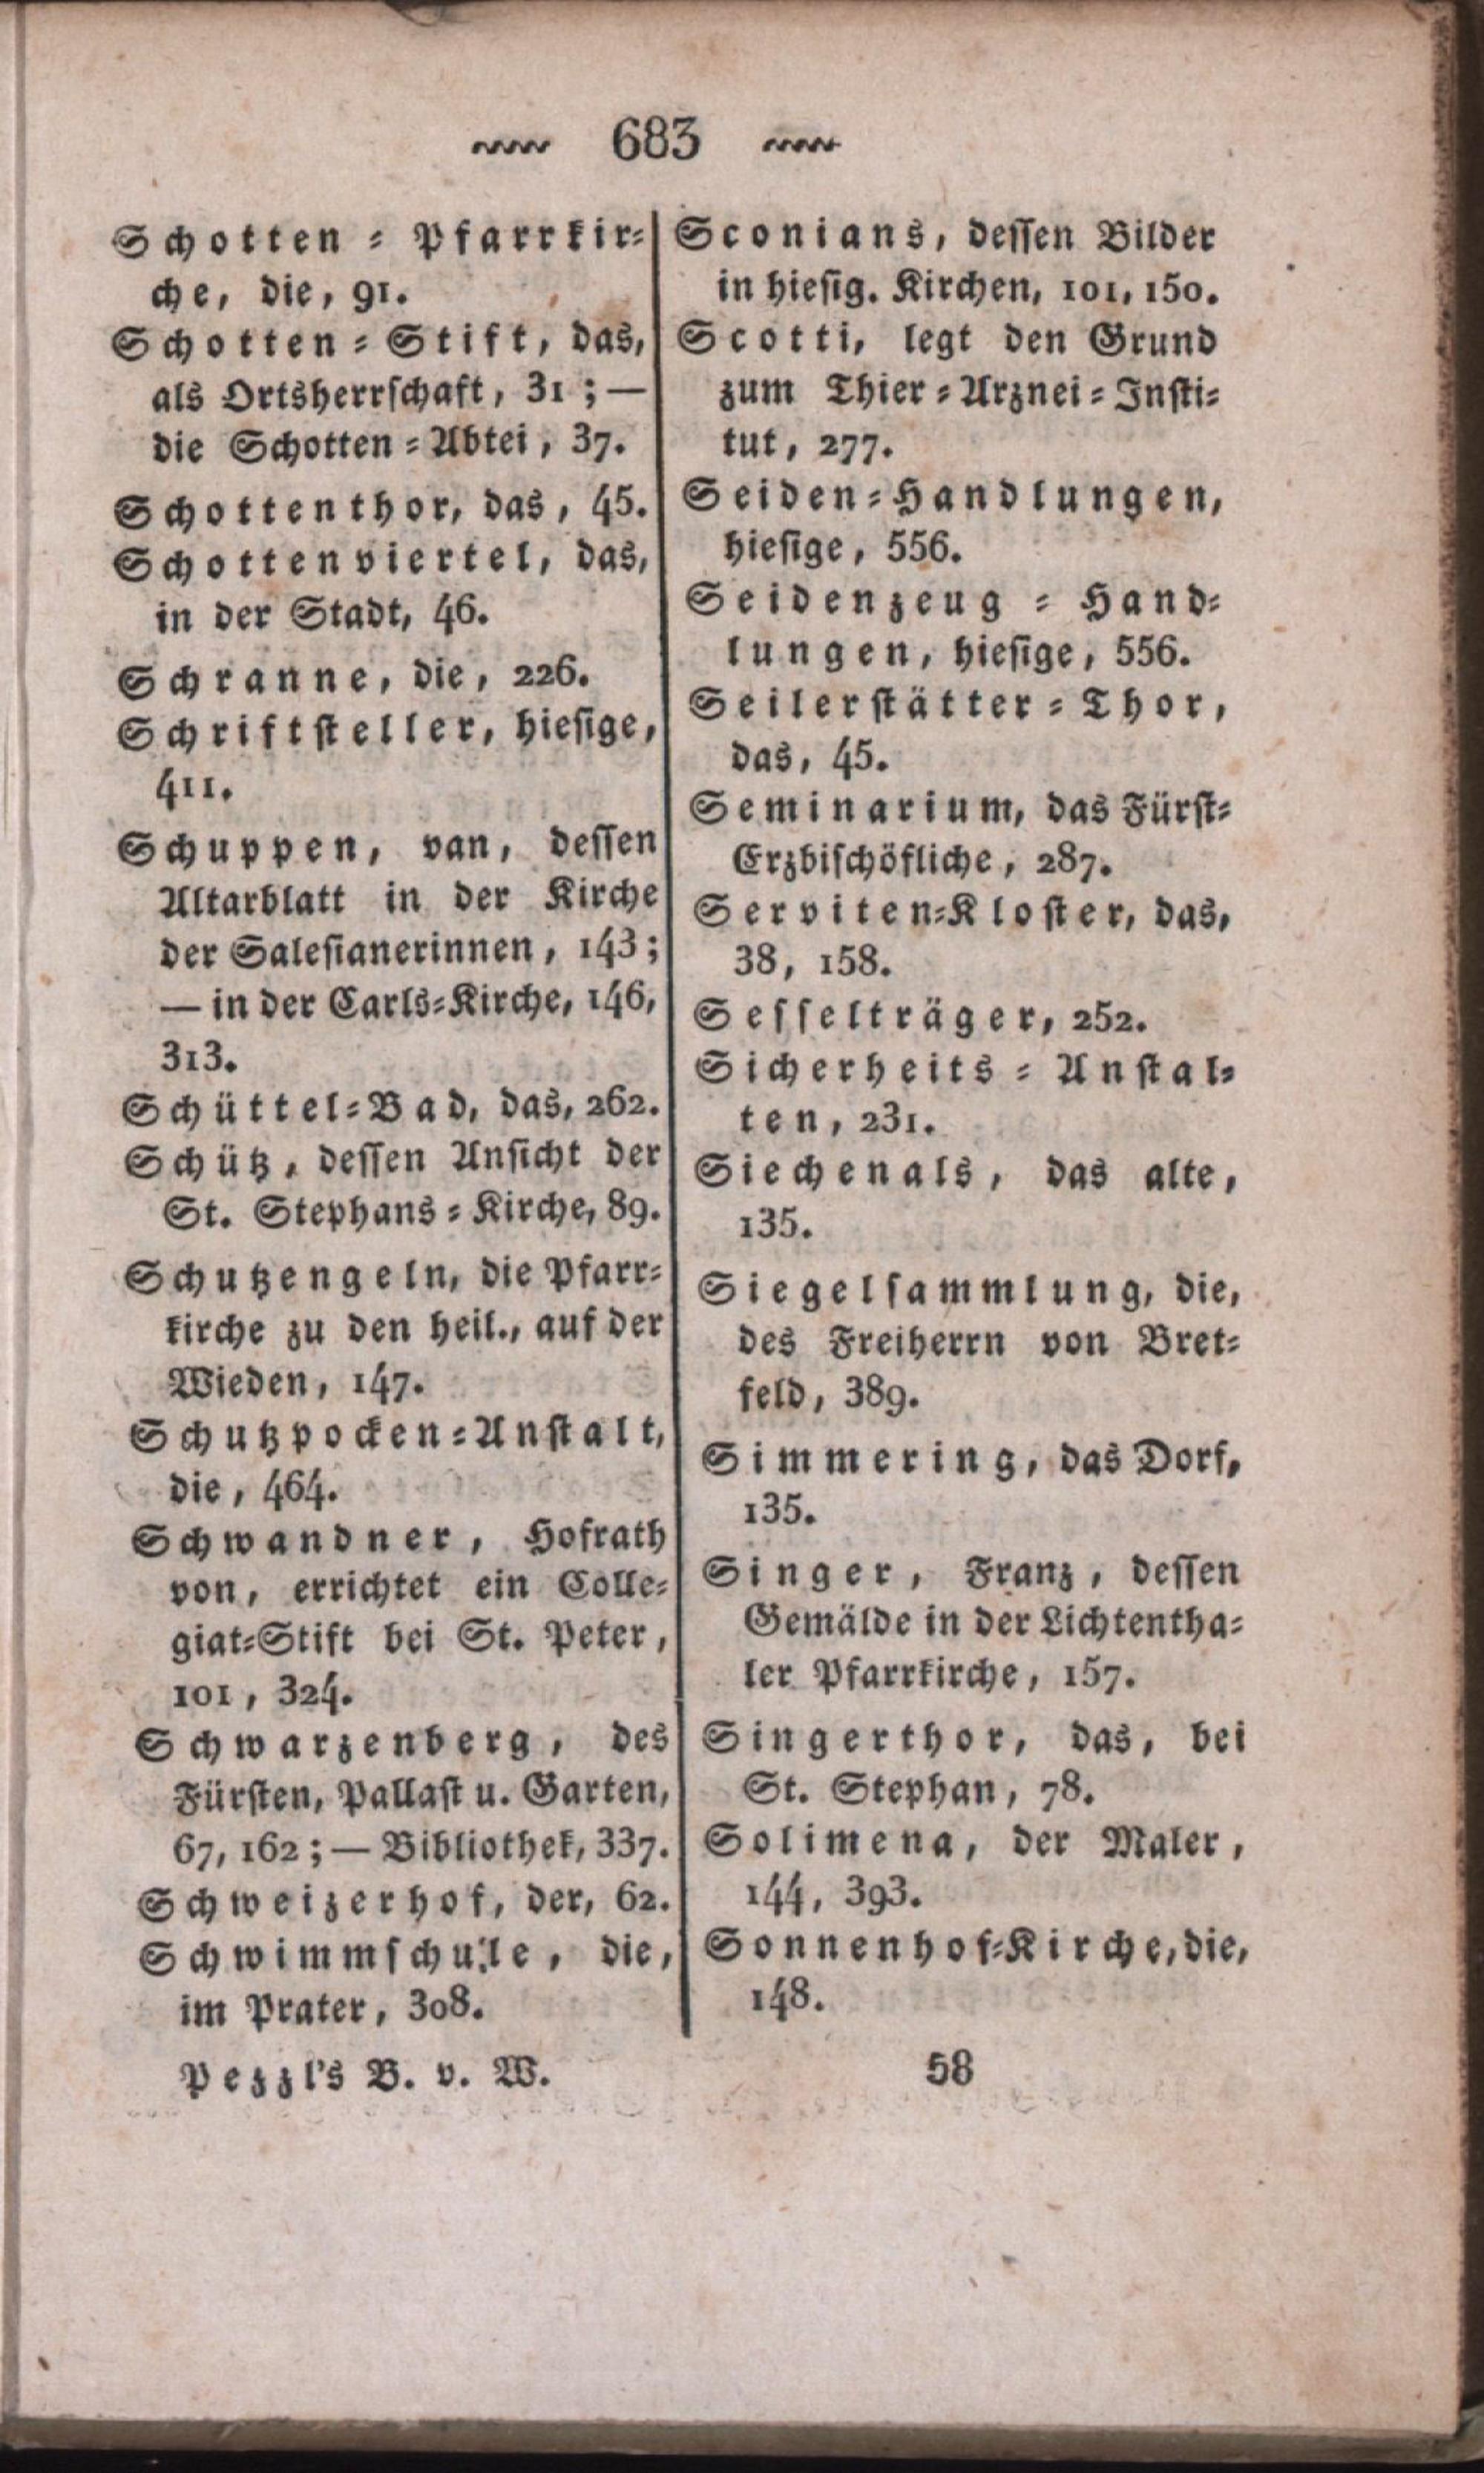 683
Schotten-Pfarrkir-
che, die, 91.
Schotten-Stift, das,
als Ortsherrschaft, 31; —
die Schotten-Abtei, 37.
Schottenthor, das, 45.
Schottenviertel, das,
in der Stadt, 46.
Schranne, die, 226.
Schriftsteller, hiesige,
411.
Schuppen, van, dessen
Altarblatt in der Kirche
der Salesianerinnen, 143;
— in der Carls-Kirche, 146,
313.
Schüttel-Bad, das, 262.
Schütz, dessen Ansicht der
St. Stephans-Kirche, 89.
Schutzengeln, die Pfarr-
kirche zu den heil., auf der
Wieden, 147.
Schutzpocken-Anstalt,
die, 464.
Schwandner, Hofrath
von, errichtet ein Colle-
giat-Stift bei St. Peter,
101, 324.
Schwarzenberg, des
Fürsten, Pallast u. Garten,
67, 162; — Bibliothek, 337.
Schweizerhof, der, 62.
Schwimmschule, die,
im Prater, 308.
Sconians, dessen Bilder
in hiesig. Kirchen, 101, 150.
Scotti, legt den Grund
zum Thier-Arznei-Insti-
tut, 277.
Seiden-Handlungen,
hiesige, 556.
Seidenzeug-Hand-
lungen, hiesige, 556.
Seilerstätter-Thor,
das, 45.
Seminarium, das Fürst-
Erzbischöfliche, 287.
Serviten-Kloster, das,
38, 158.
Sesselträger, 252.
Sicherheits-Anstal-
ten, 231.
Siechenals, das alte,
135.
Siegelsammlung, die,
des Freiherrn von Bret-
feld, 389.
Simmering, das Dorf,
135.
Singer, Franz, dessen
Gemälde in der Lichtentha-
ler Pfarrkirche, 157.
Singerthor, das, bei
St. Stephan, 78.
Solimena, der Maler,
144, 393.
Sonnenhof-Kirche, die,
148.
Pezzl's B. v. W.
58